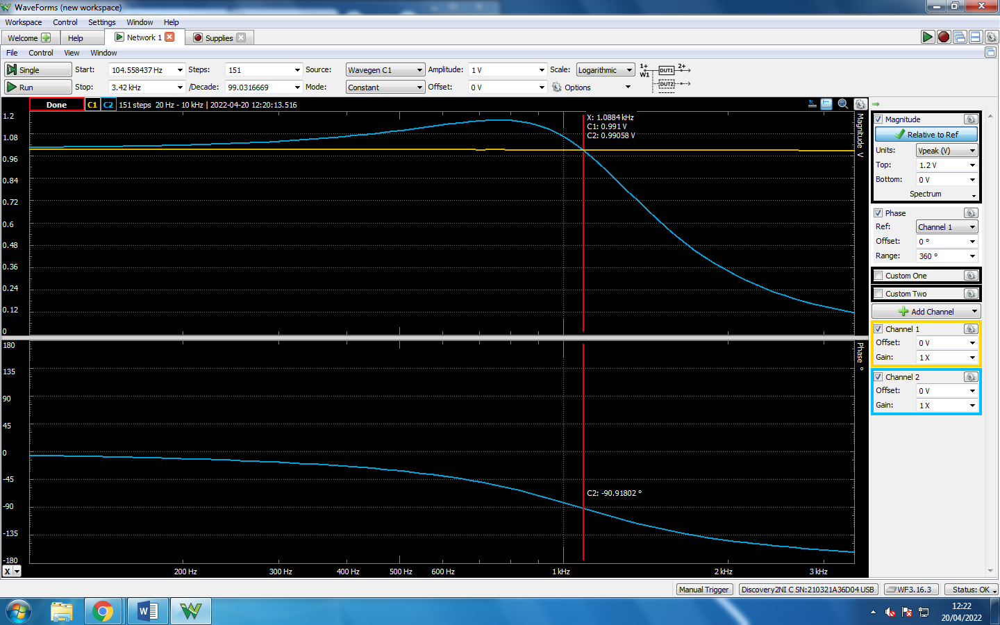 WaveForms (new workspace)
Workspace Control Settings Window Help
Welcome Help Network 1 Supplies
File Control View Window
Single Start: 104.558437 Hz Steps: 151 Source: Wavegen C1 Amplitude: 1 V Scale: Logarithmic 1+ W1 DUT1 2+ DUT2
Run Stop: 3.42 kHz /Decade: 99.0316669 Mode: Constant Offset: 0 V Options
Done C1 C2 151 steps 20 Hz - 10 kHz | 2022-04-20 12:20:13.516
X: 1.0884 kHz
C1: 0.991 V
C2: 0.99058 V
1.2
1.08
0.96
0.84
0.72
0.6
0.48
0.36
0.24
0.12
0
Magnitude V
180
135
90
45
0
-45
-90
-135
-180
Phase °
C2: -90.91802 °
X 200 Hz 300 Hz 400 Hz 500 Hz 600 Hz 1 kHz 2 kHz 3 kHz
Magnitude
Relative to Ref
Units: Vpeak (V)
Top: 1.2 V
Bottom: 0 V
Spectrum
Phase
Ref: Channel 1
Offset: 0 °
Range: 360 °
Custom One
Custom Two
Add Channel
Channel 1
Offset: 0 V
Gain: 1 X
Channel 2
Offset: 0 V
Gain: 1 X
Manual Trigger Discovery2NI C SN:210321A36D04 USB WF3.16.3 Status: OK
12:22
20/04/2022